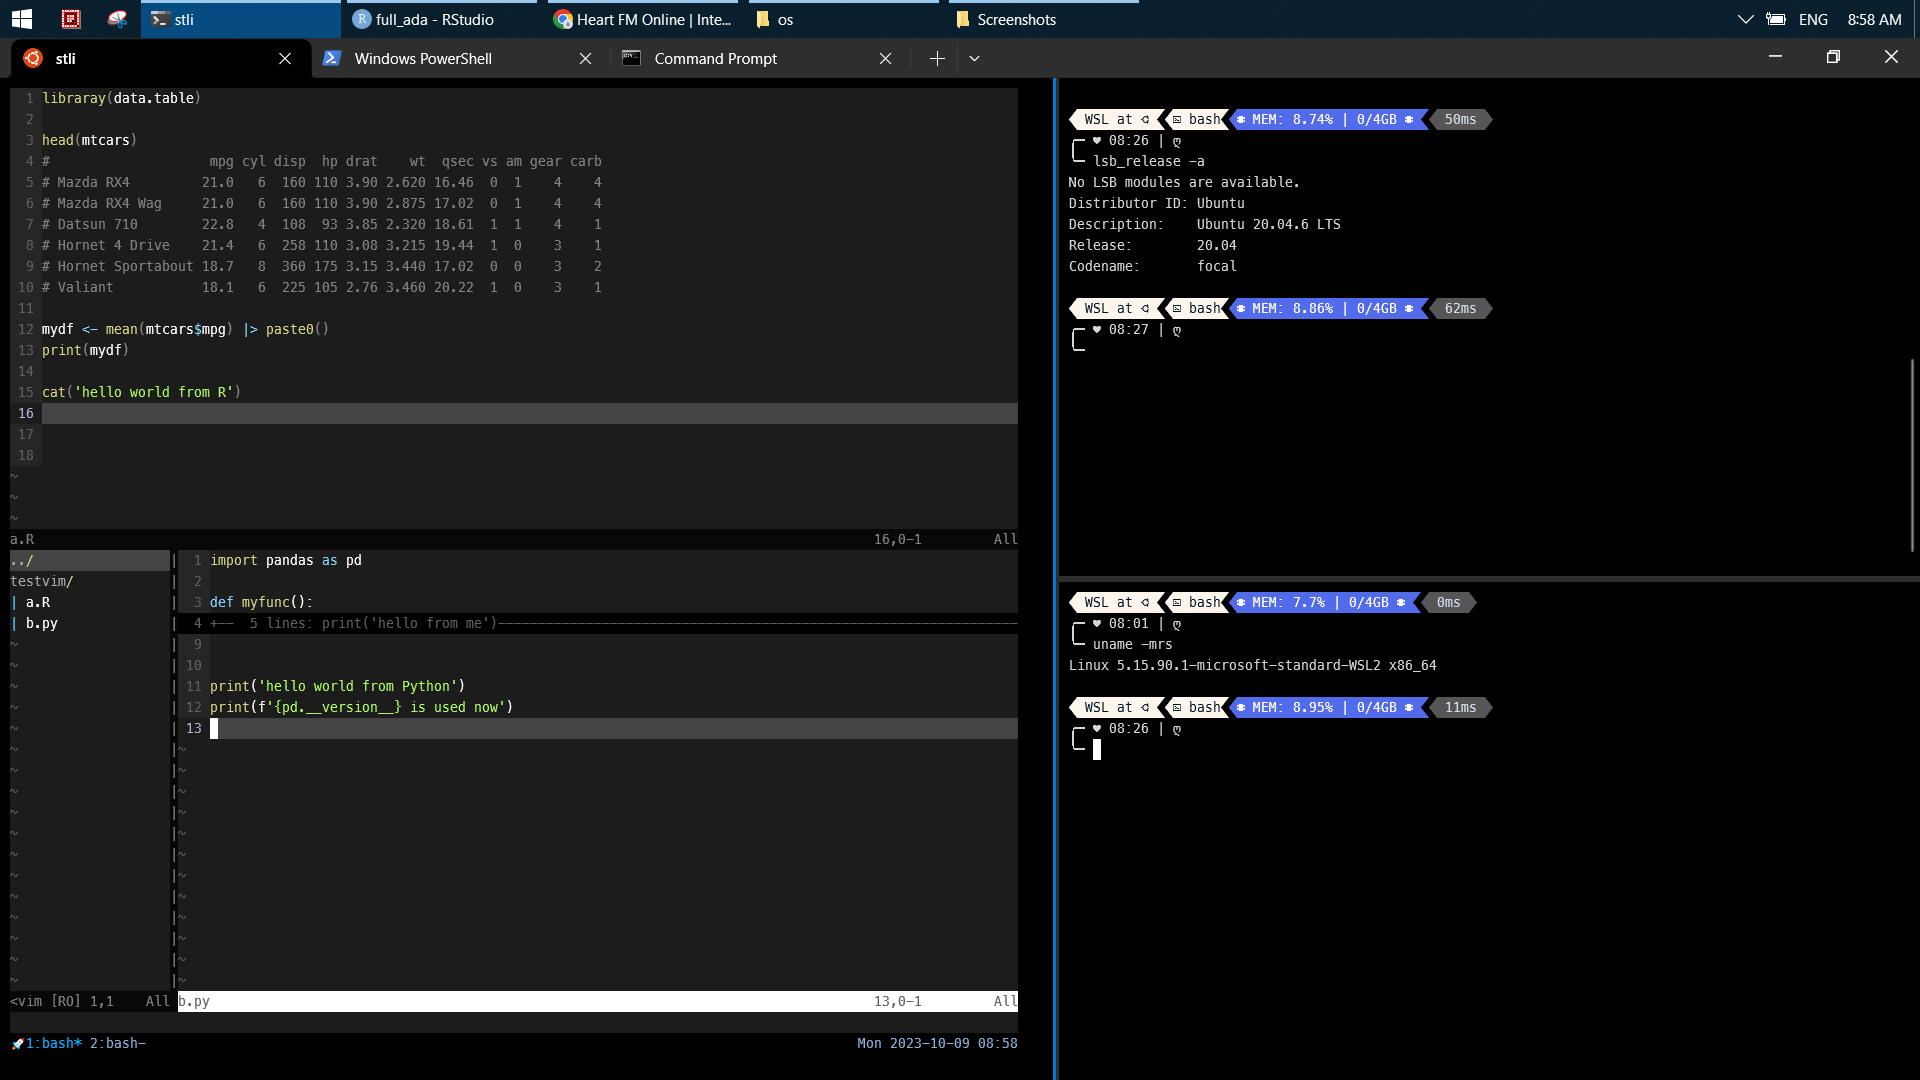 stli
full_ada - RStudio
Heart FM Online | Inte...
os
Screenshots
ENG
8:58 AM
stli
Windows PowerShell
Command Prompt
1 libraray(data.table)
2
3 head(mtcars)
4 #                    mpg cyl disp  hp drat    wt  qsec vs am gear carb
5 # Mazda RX4         21.0   6  160 110 3.90 2.620 16.46  0  1    4    4
6 # Mazda RX4 Wag     21.0   6  160 110 3.90 2.875 17.02  0  1    4    4
7 # Datsun 710        22.8   4  108  93 3.85 2.320 18.61  1  1    4    1
8 # Hornet 4 Drive    21.4   6  258 110 3.08 3.215 19.44  1  0    3    1
9 # Hornet Sportabout 18.7   8  360 175 3.15 3.440 17.02  0  0    3    2
10 # Valiant           18.1   6  225 105 2.76 3.460 20.22  1  0    3    1
11
12 mydf <- mean(mtcars$mpg) |> paste0()
13 print(mydf)
14
15 cat('hello world from R')
16
17
18
~
~
~
a.R 16,0-1 All
../
testvim/
| a.R
| b.py
1 import pandas as pd
2
3 def myfunc():
4 +--  5 lines: print('hello from me')----------------------------------------
9
10
11 print('hello world from Python')
12 print(f'{pd.__version__} is used now')
13
<vim [RO] 1,1 All
b.py 13,0-1 All
1:bash* 2:bash- Mon 2023-10-09 08:58
WSL at bash MEM: 8.74% | 0/4GB 50ms
♥ 08:26 | ღ
lsb_release -a
No LSB modules are available.
Distributor ID: Ubuntu
Description:    Ubuntu 20.04.6 LTS
Release:        20.04
Codename:       focal
WSL at bash MEM: 8.86% | 0/4GB 62ms
♥ 08:27 | ღ
WSL at bash MEM: 7.7% | 0/4GB 0ms
♥ 08:01 | ღ
uname -mrs
Linux 5.15.90.1-microsoft-standard-WSL2 x86_64
WSL at bash MEM: 8.95% | 0/4GB 11ms
♥ 08:26 | ღ